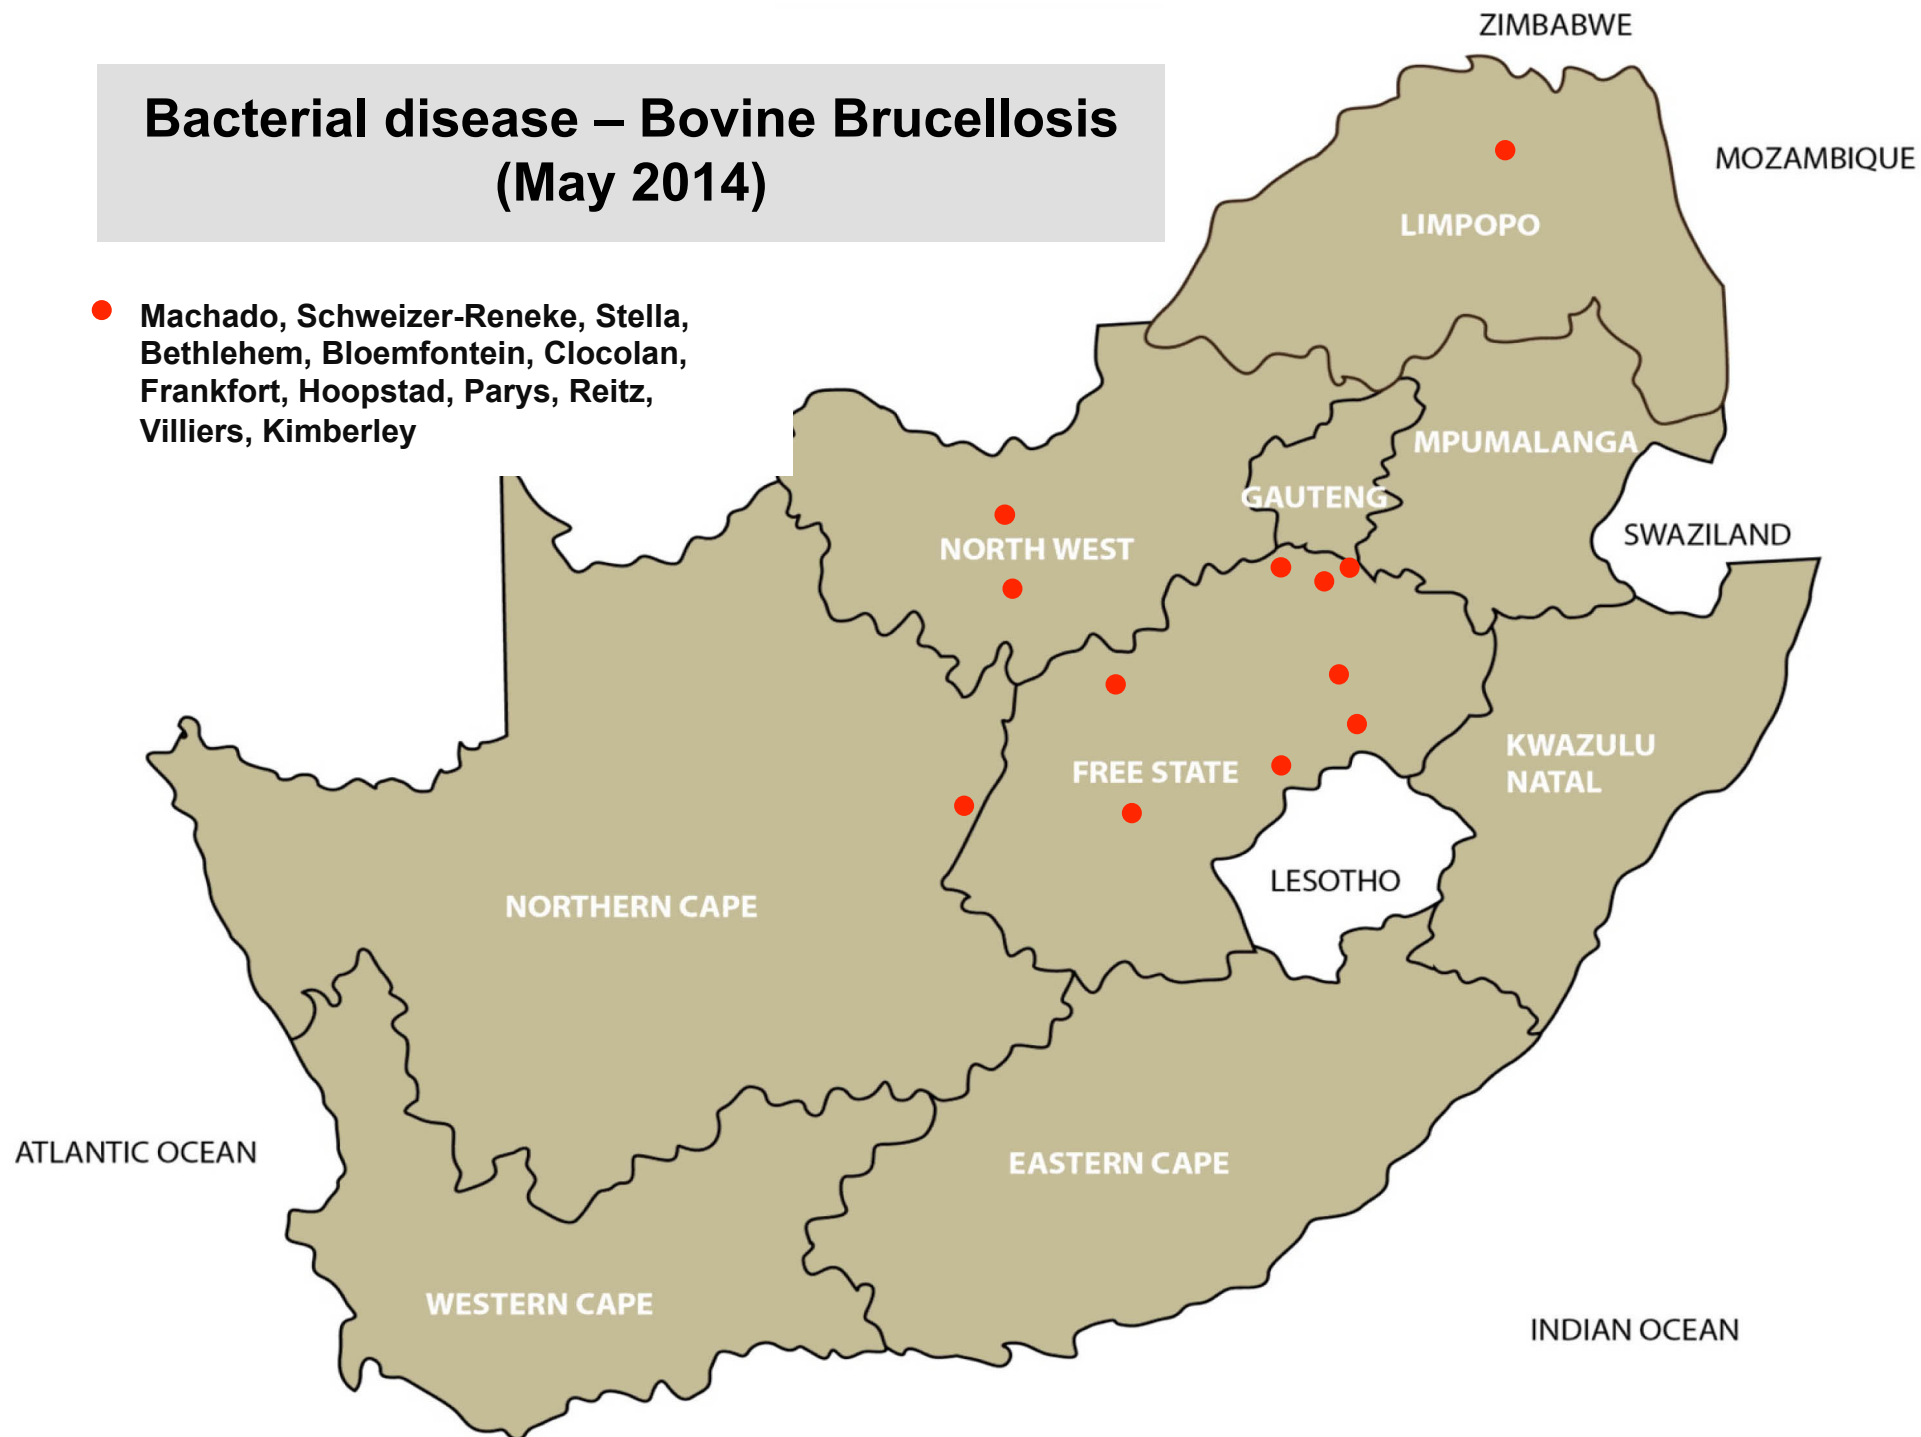 Bacterial disease – Bovine Brucellosis
(May 2014)
Machado, Schweizer-Reneke, Stella,
Bethlehem, Bloemfontein, Clocolan,
Frankfort, Hoopstad, Parys, Reitz,
Villiers, Kimberley
ZIMBABWE
MOZAMBIQUE
LIMPOPO
MPUMALANGA
GAUTENG
SWAZILAND
NORTH WEST
KWAZULU
NATAL
FREE STATE
LESOTHO
NORTHERN CAPE
ATLANTIC OCEAN
EASTERN CAPE
WESTERN CAPE
INDIAN OCEAN